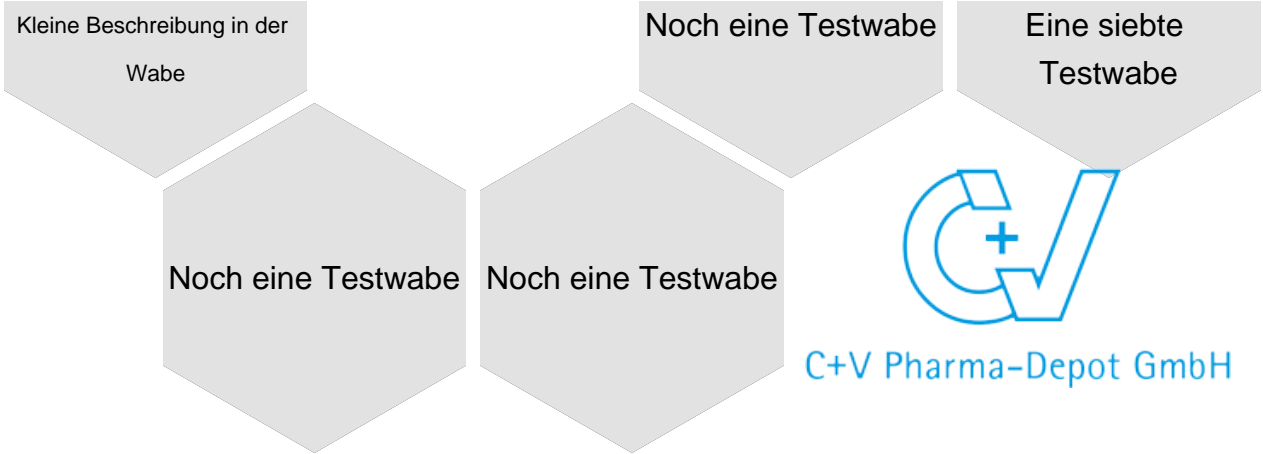 Kleine Beschreibung in der
Wabe
Noch eine Testwabe
Eine siebte
Testwabe
Noch eine Testwabe
Noch eine Testwabe
C+V
C+V Pharma-Depot GmbH